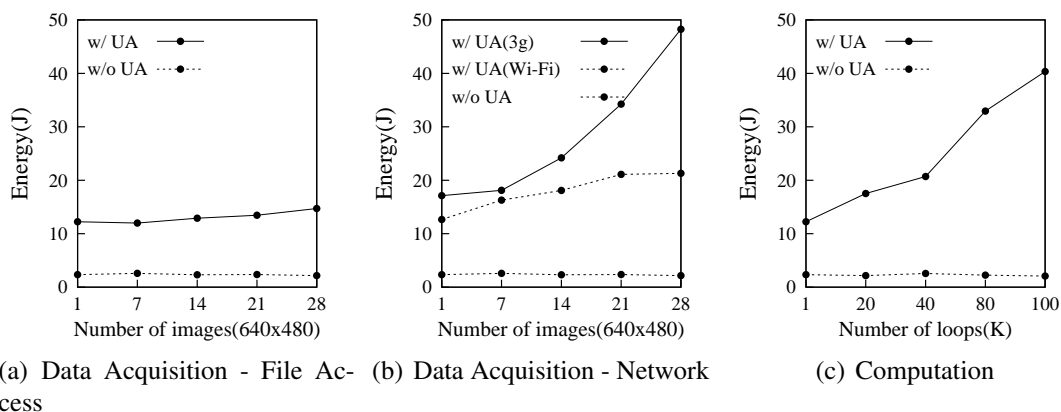 50
40
30
20
10
0
Energy(J)
w/ UA
w/o UA
1 7 14 21 28
Number of images(640x480)
(a) Data Acquisition - File Ac-
cess
50
40
30
20
10
0
Energy(J)
w/ UA(3g)
w/ UA(Wi-Fi)
w/o UA
1 7 14 21 28
Number of images(640x480)
(b) Data Acquisition - Network
50
40
30
20
10
0
Energy(J)
w/ UA
w/o UA
1 20 40 80 100
Number of loops(K)
(c) Computation